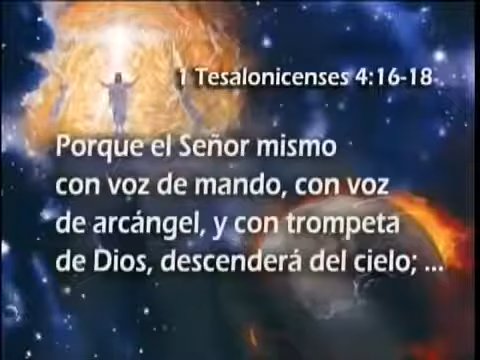 1 Tesalonicenses 4:16-18
Porque el Señor mismo
con voz de mando, con voz
de arcángel, y con trompeta
de Dios, descenderá del cielo; ...